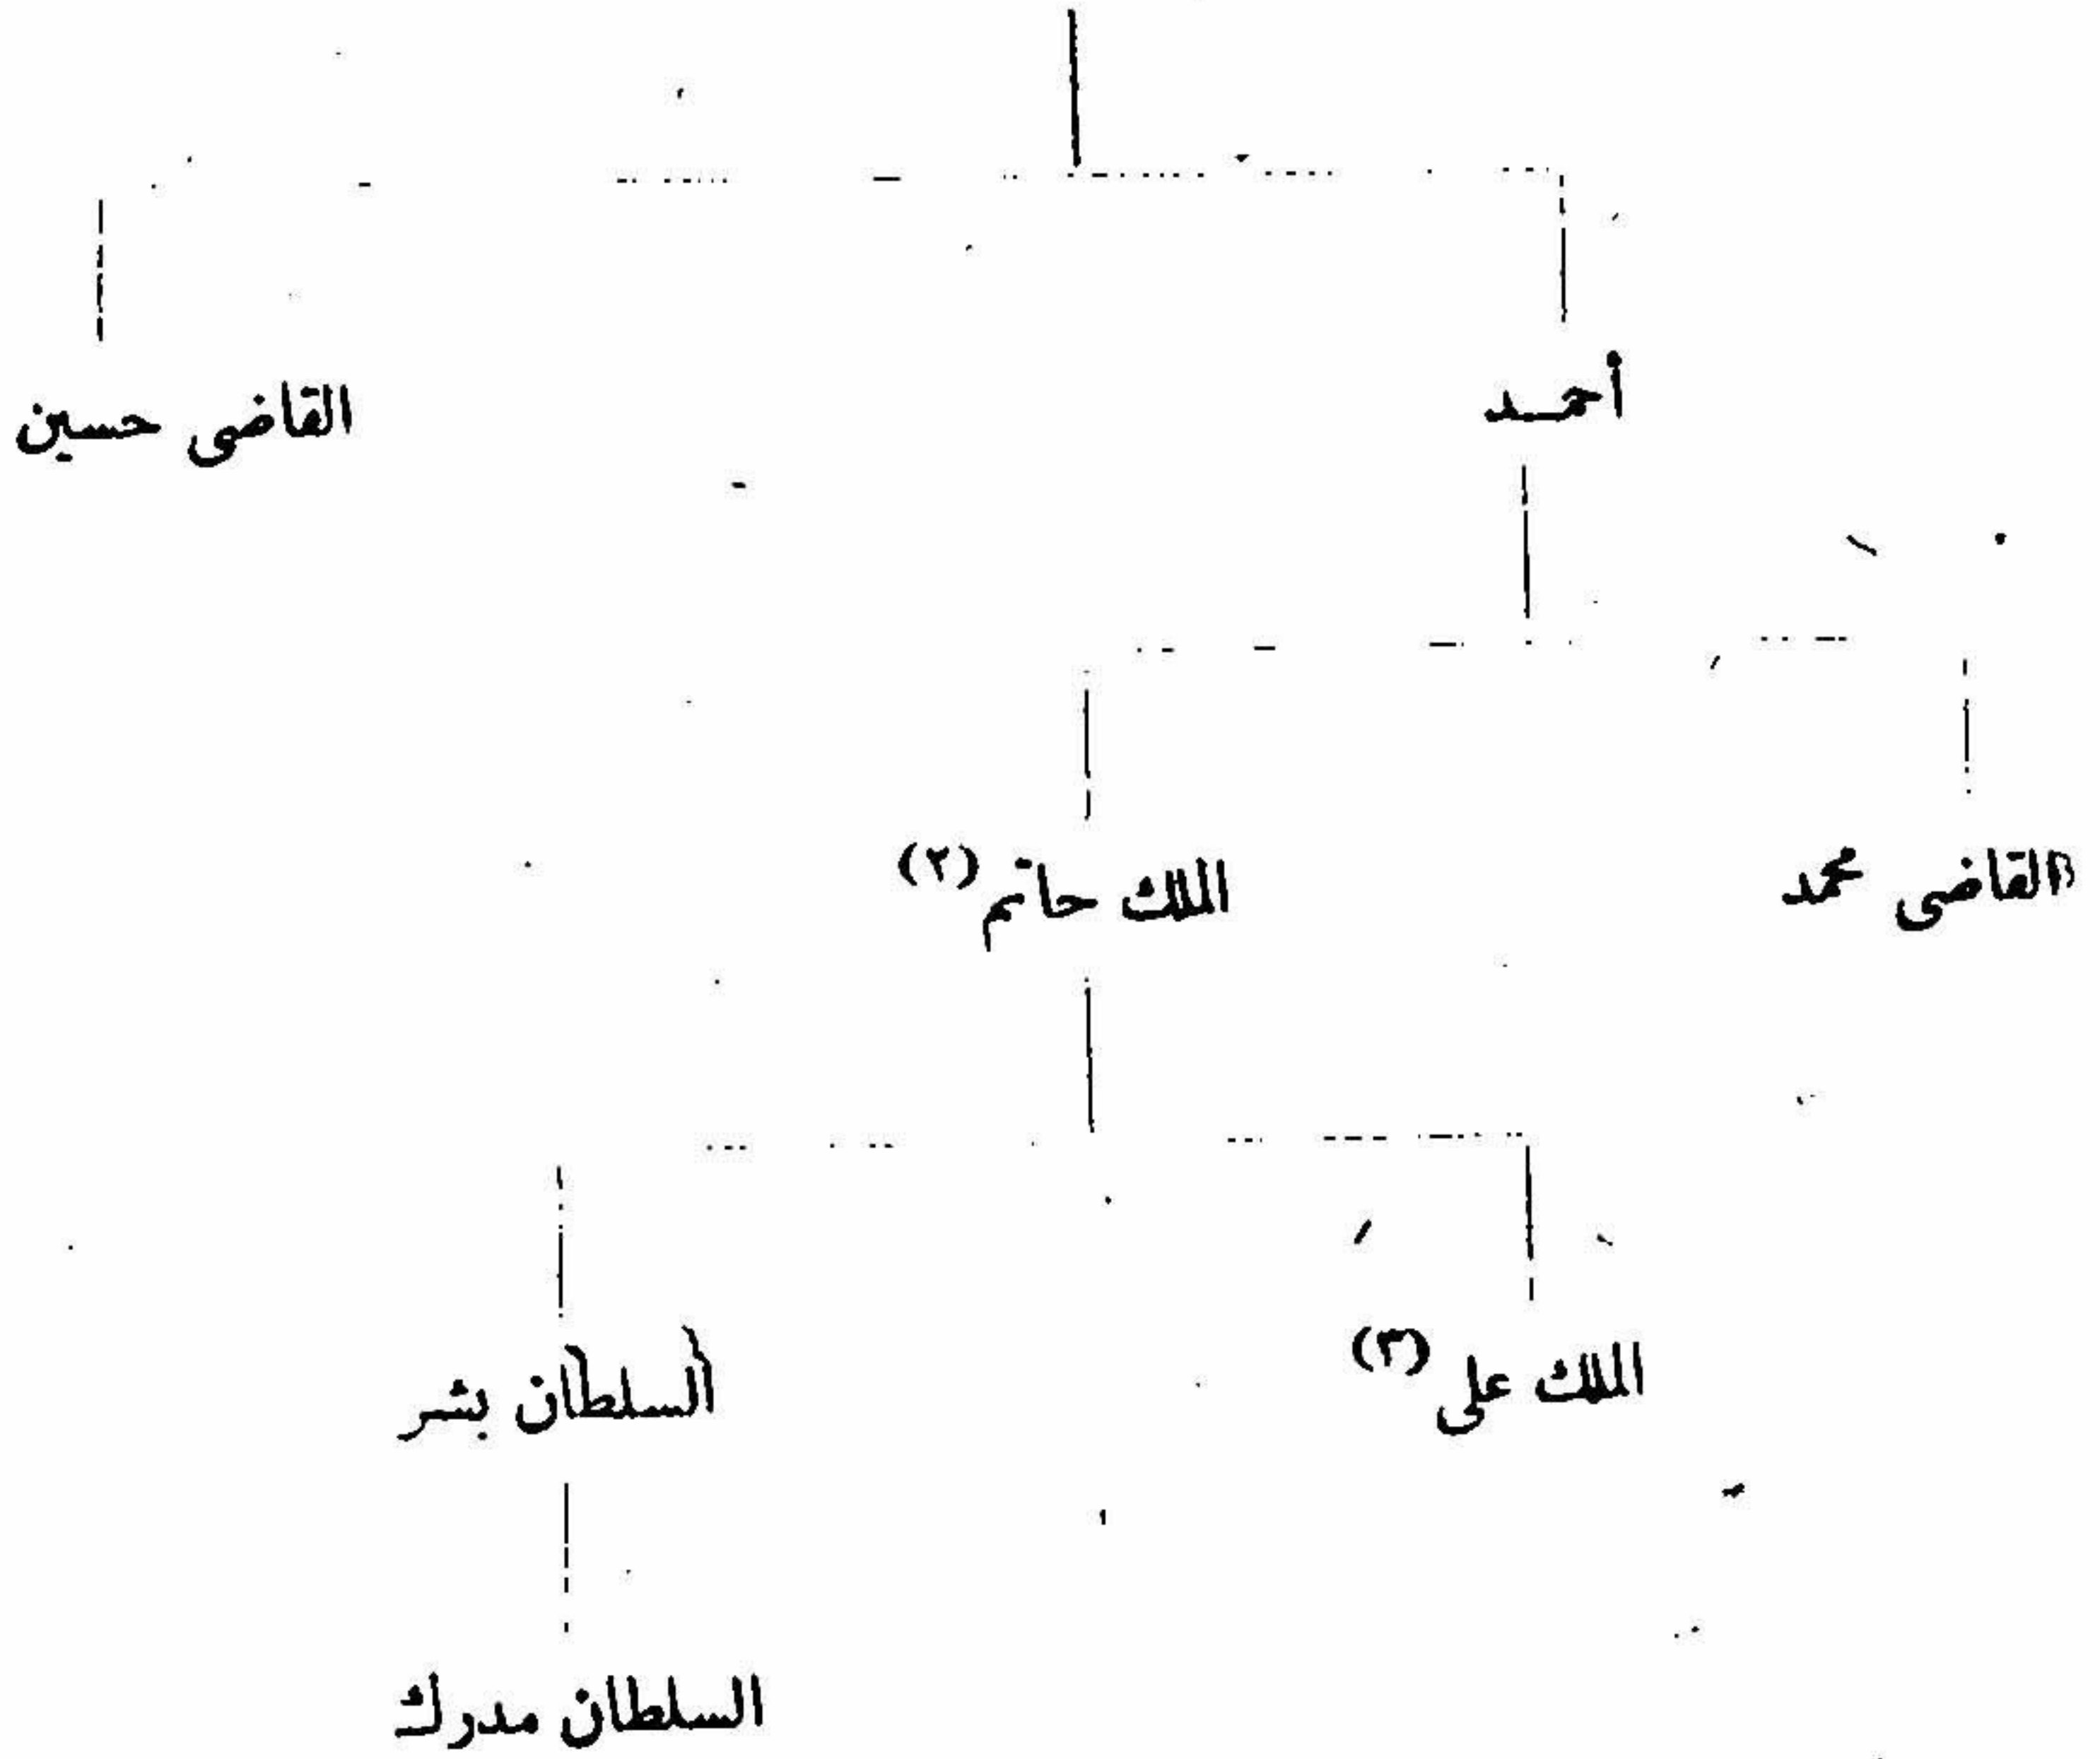 أحمد
القاضى حسين
القاضى محمد
الملك حاتم (٢)
الملك على (٣)
السلطان بشر
السلطان مدرك